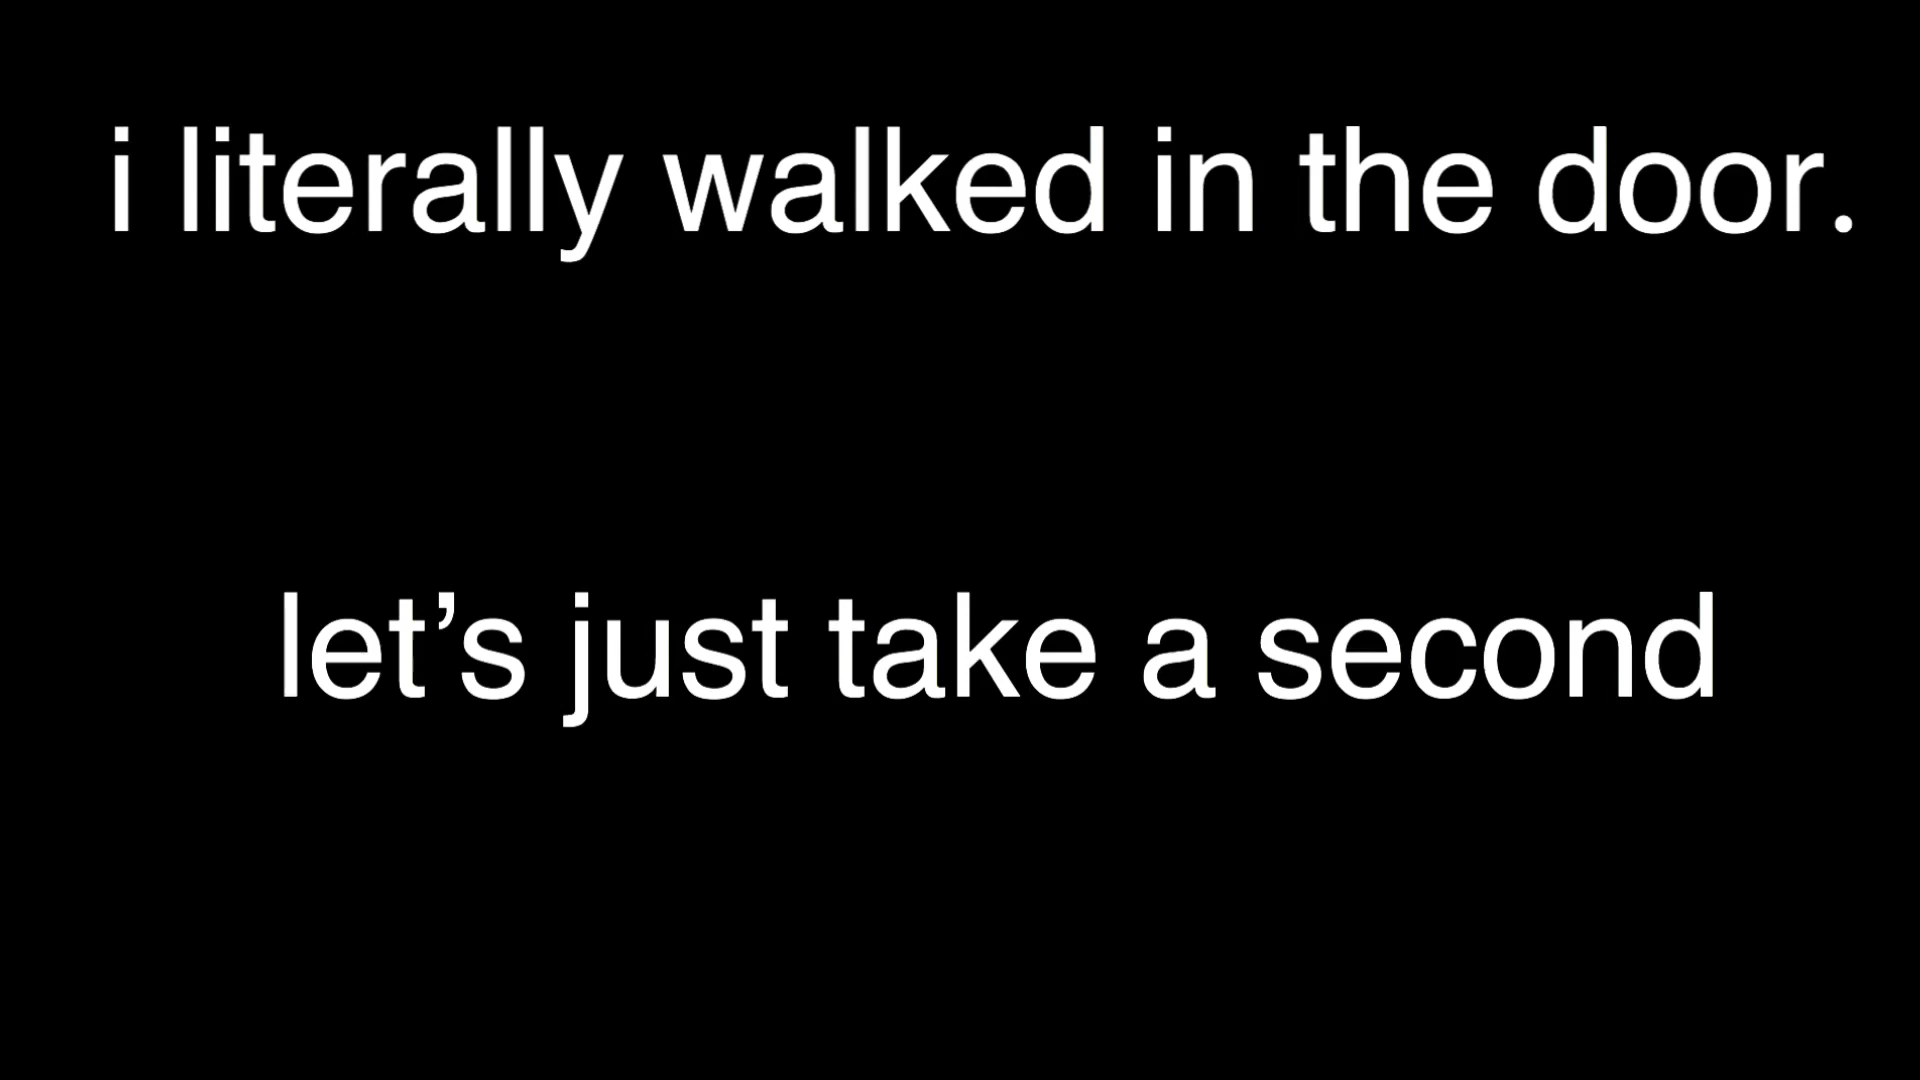 i literally walked in the door.
let’s just take a second